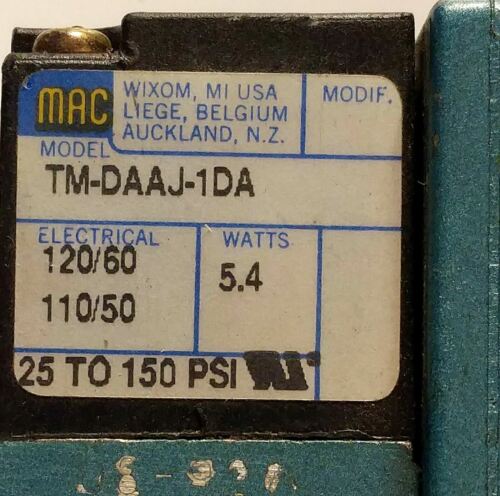 MAC
WIXOM, MI USA
LIEGE, BELGIUM
AUCKLAND, N.Z.
MODIF.
MODEL
TM-DAAJ-1DA
ELECTRICAL
120/60
110/50
WATTS
5.4
25 TO 150 PSI